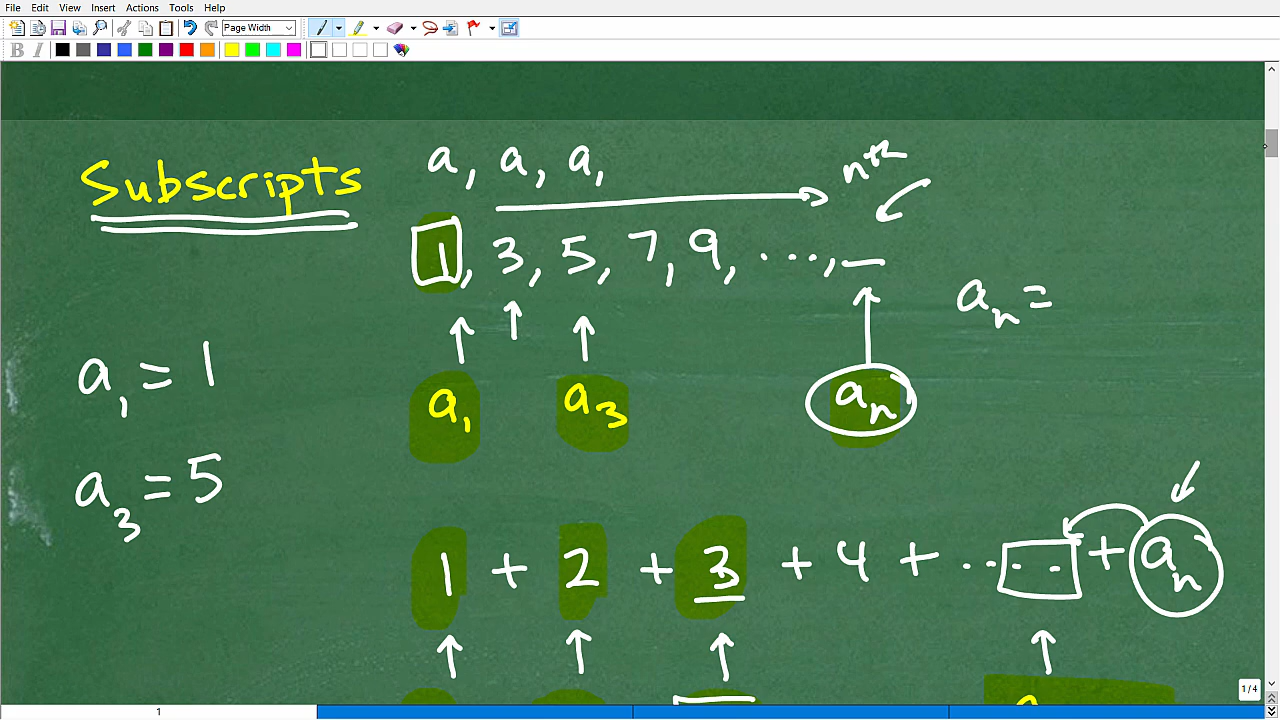 File Edit View Insert Actions Tools Help
Page Width
B I
Subscripts
a, a, a,
nth
1, 3, 5, 7, 9, ..., _
aₙ =
a₁ = 1
a₁ a₃ aₙ
a₃ = 5
1 + 2 + 3 + 4 + .. - - + aₙ
1/4
1